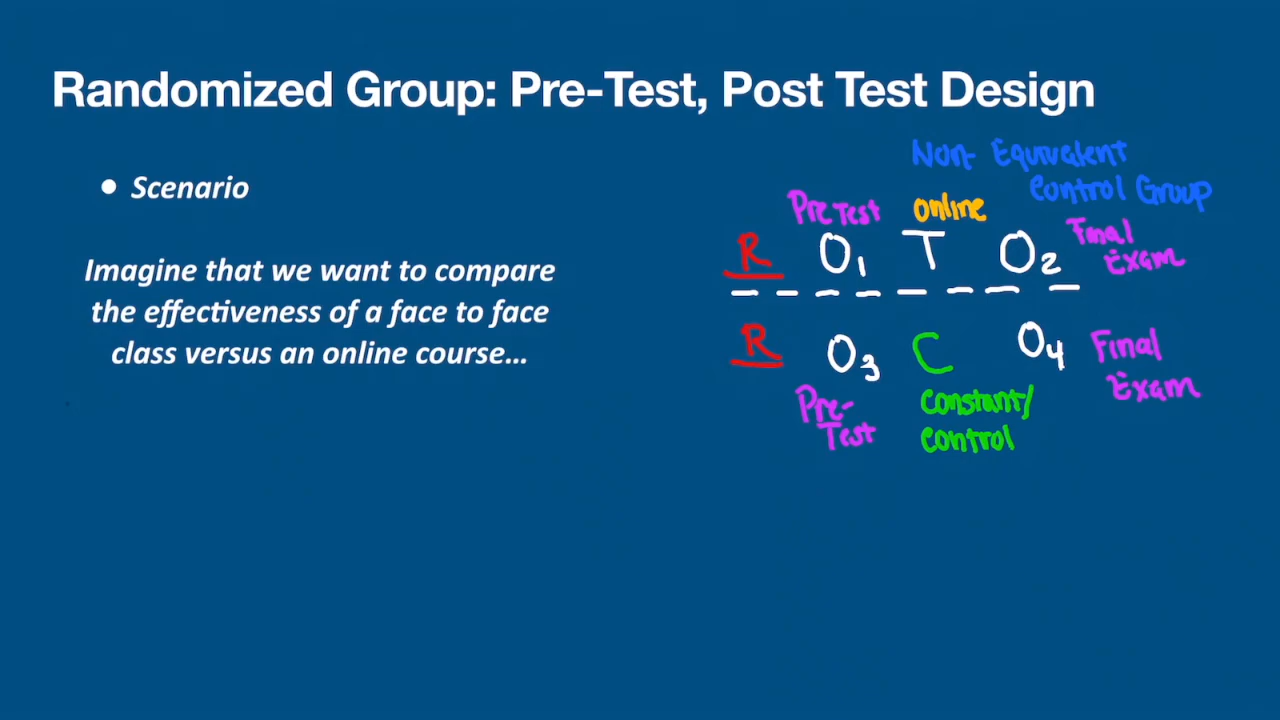 Randomized Group: Pre-Test, Post Test Design
• Scenario
Imagine that we want to compare
the effectiveness of a face to face
class versus an online course...
Non-Equivalent
Control Group
Pre Test
online
Final
Exam
R O1 T O2
R O3 C O4
Final
Exam
Pre-
Test
constant/
control